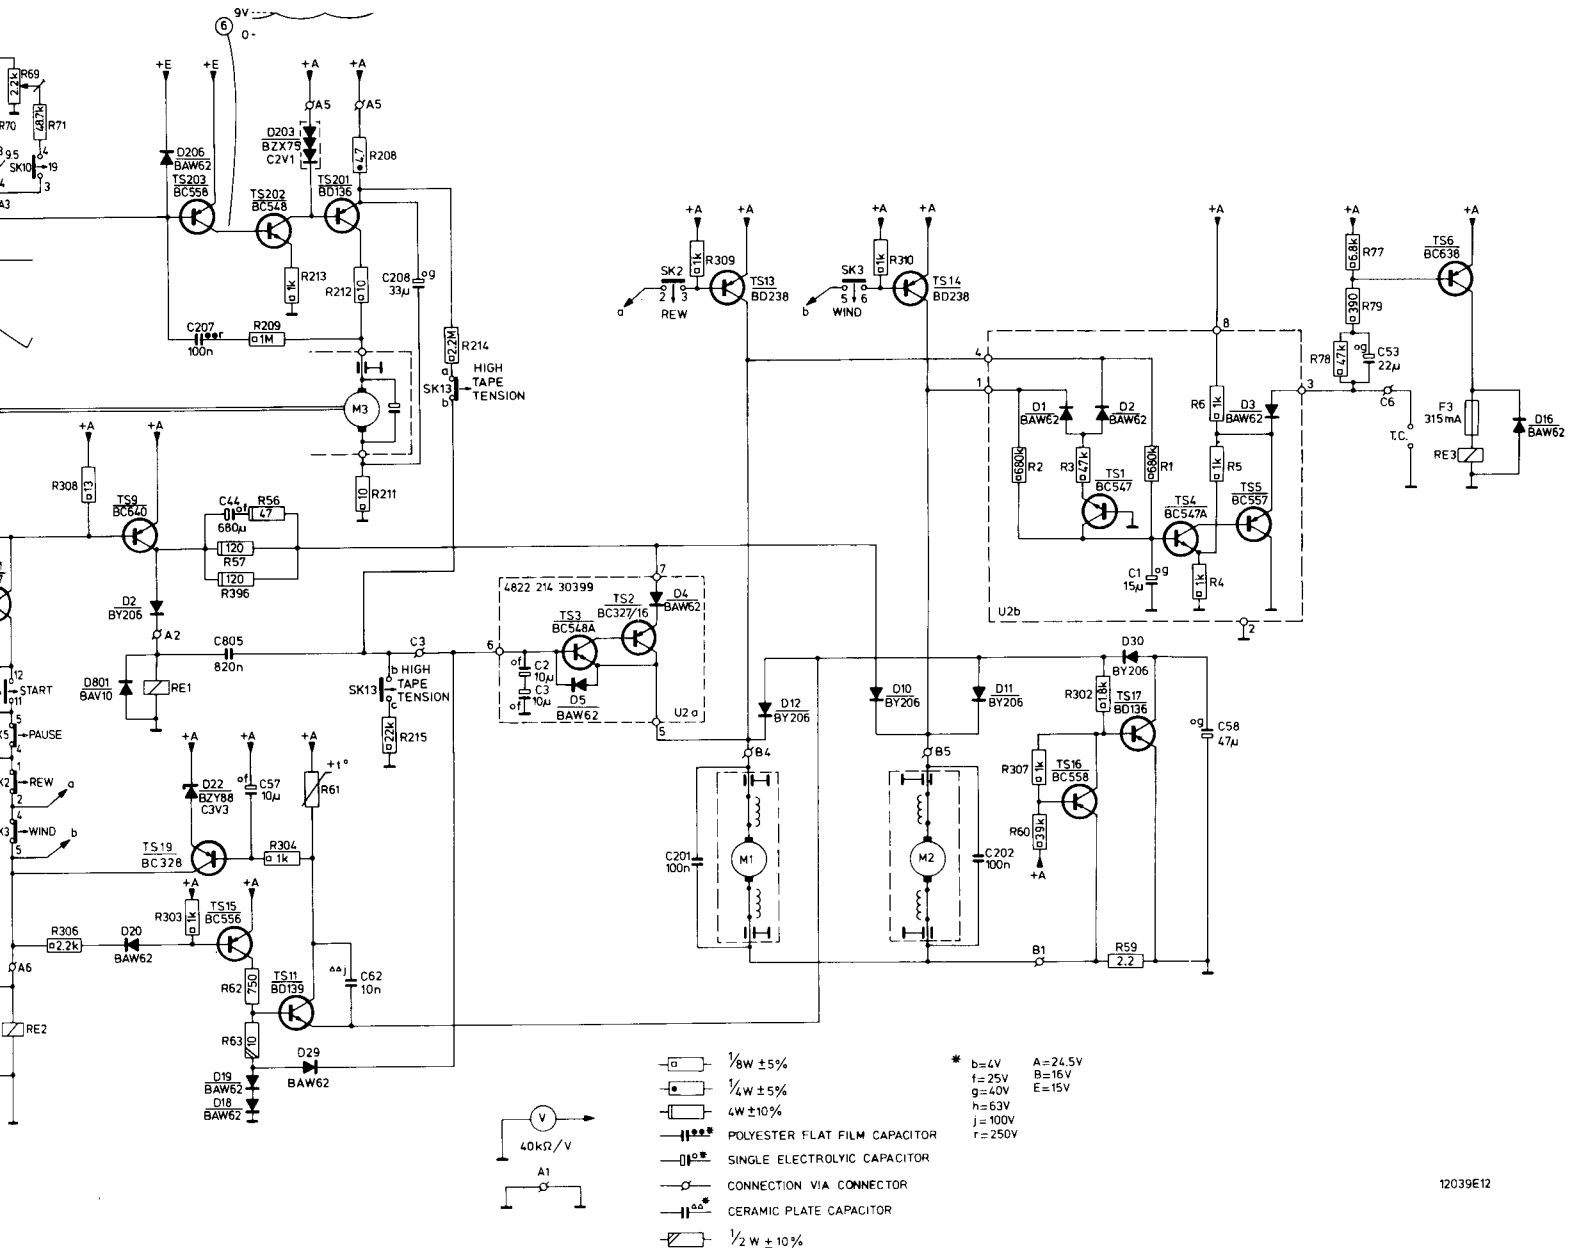 9V
6
0-
+E
+E
+A
+A
R69
2.2k
R70
48.7k
R71
9.5
SK10
4
19
3
A3
A5
A5
D206
BAW62
D203
BZX75
C2V1
4.7
R208
TS203
BC558
TS202
BC548
TS201
BD136
1k
R213
R212
10
C208
33µ
g
C207
100n
r
R209
1M
2.2M
R214
a
SK13
b
HIGH
TAPE
TENSION
M3
10
R211
+A
+A
R308
13
TS9
BC640
C44
f
680µ
R56
47
120
R57
120
R396
D2
BY206
A2
C805
820n
D801
BAV10
RE1
C3
b
SK13
c
HIGH
TAPE
TENSION
22k
R215
12
START
11
5
PAUSE
4
1
REW
2
a
4
WIND
5
b
+A
+A
+A
D22
BZY88
C3V3
f
C57
10µ
+t°
R61
TS19
BC328
R304
1k
+A
+A
R303
1k
TS15
BC556
R306
2.2k
D20
BAW62
A6
R62
750
TS11
BD139
j
C62
10n
R63
10
RE2
D29
BAW62
D19
BAW62
D18
BAW62
+A
+A
1k
R309
SK2
2 3
REW
a
TS13
BD238
+A
+A
1k
R310
SK3
5 6
WIND
b
TS14
BD238
+A
8
4
1
D1
BAW62
D2
BAW62
680k
R2
R3
47k
TS1
BC547
680k
R1
R6
1k
D3
BAW62
1k
R5
TS4
BC547A
TS5
BC557
C1
15µ
g
1k
R4
U2b
2
3
+A
6.8k
R77
390
R79
R78
47k
g
C53
22µ
C6
T.C.
+A
TS6
BC638
F3
315mA
RE3
D16
BAW62
4822 214 30399
7
TS2
BC327/16
D4
BAW62
TS3
BC548A
6
f
C2
10µ
C3
10µ
f
D5
BAW62
U2a
5
D12
BY206
D10
BY206
D11
BY206
D30
BY206
R302
1.8k
TS17
BD136
g
C58
47µ
B4
B5
R307
1k
TS16
BC558
R60
39k
+A
C201
100n
M1
M2
C202
100n
B1
R59
2.2
1/8W ±5%
1/4W ±5%
4W ±10%
* POLYESTER FLAT FILM CAPACITOR
* SINGLE ELECTROLYIC CAPACITOR
CONNECTION VIA CONNECTOR
* CERAMIC PLATE CAPACITOR
1/2W ±10%
V
40kΩ/V
A1
* b=4V
f=25V
g=40V
h=63V
j=100V
r=250V
A=24.5V
B=16V
E=15V
12039E12